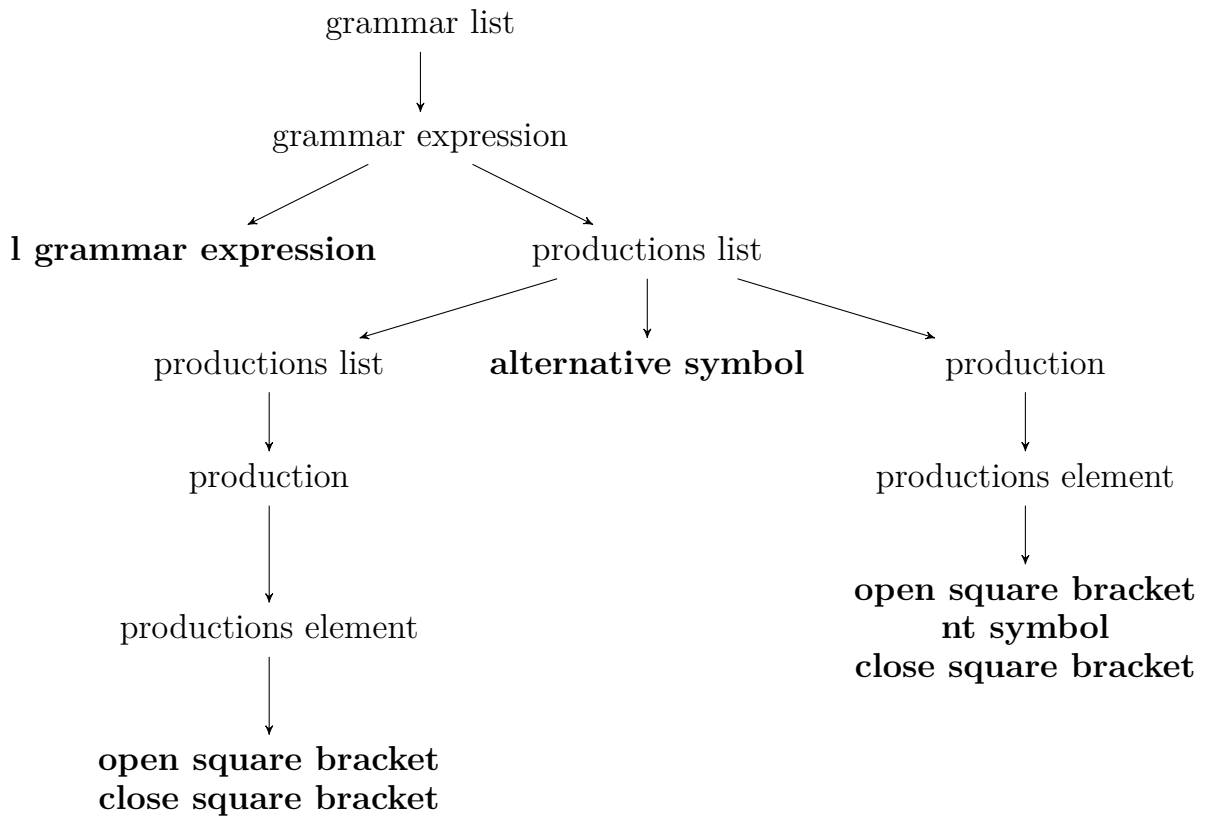 grammar list
grammar expression
l grammar expression
productions list
productions list
alternative symbol
production
production
productions element
open square bracket
nt symbol
close square bracket
productions element
open square bracket
close square bracket